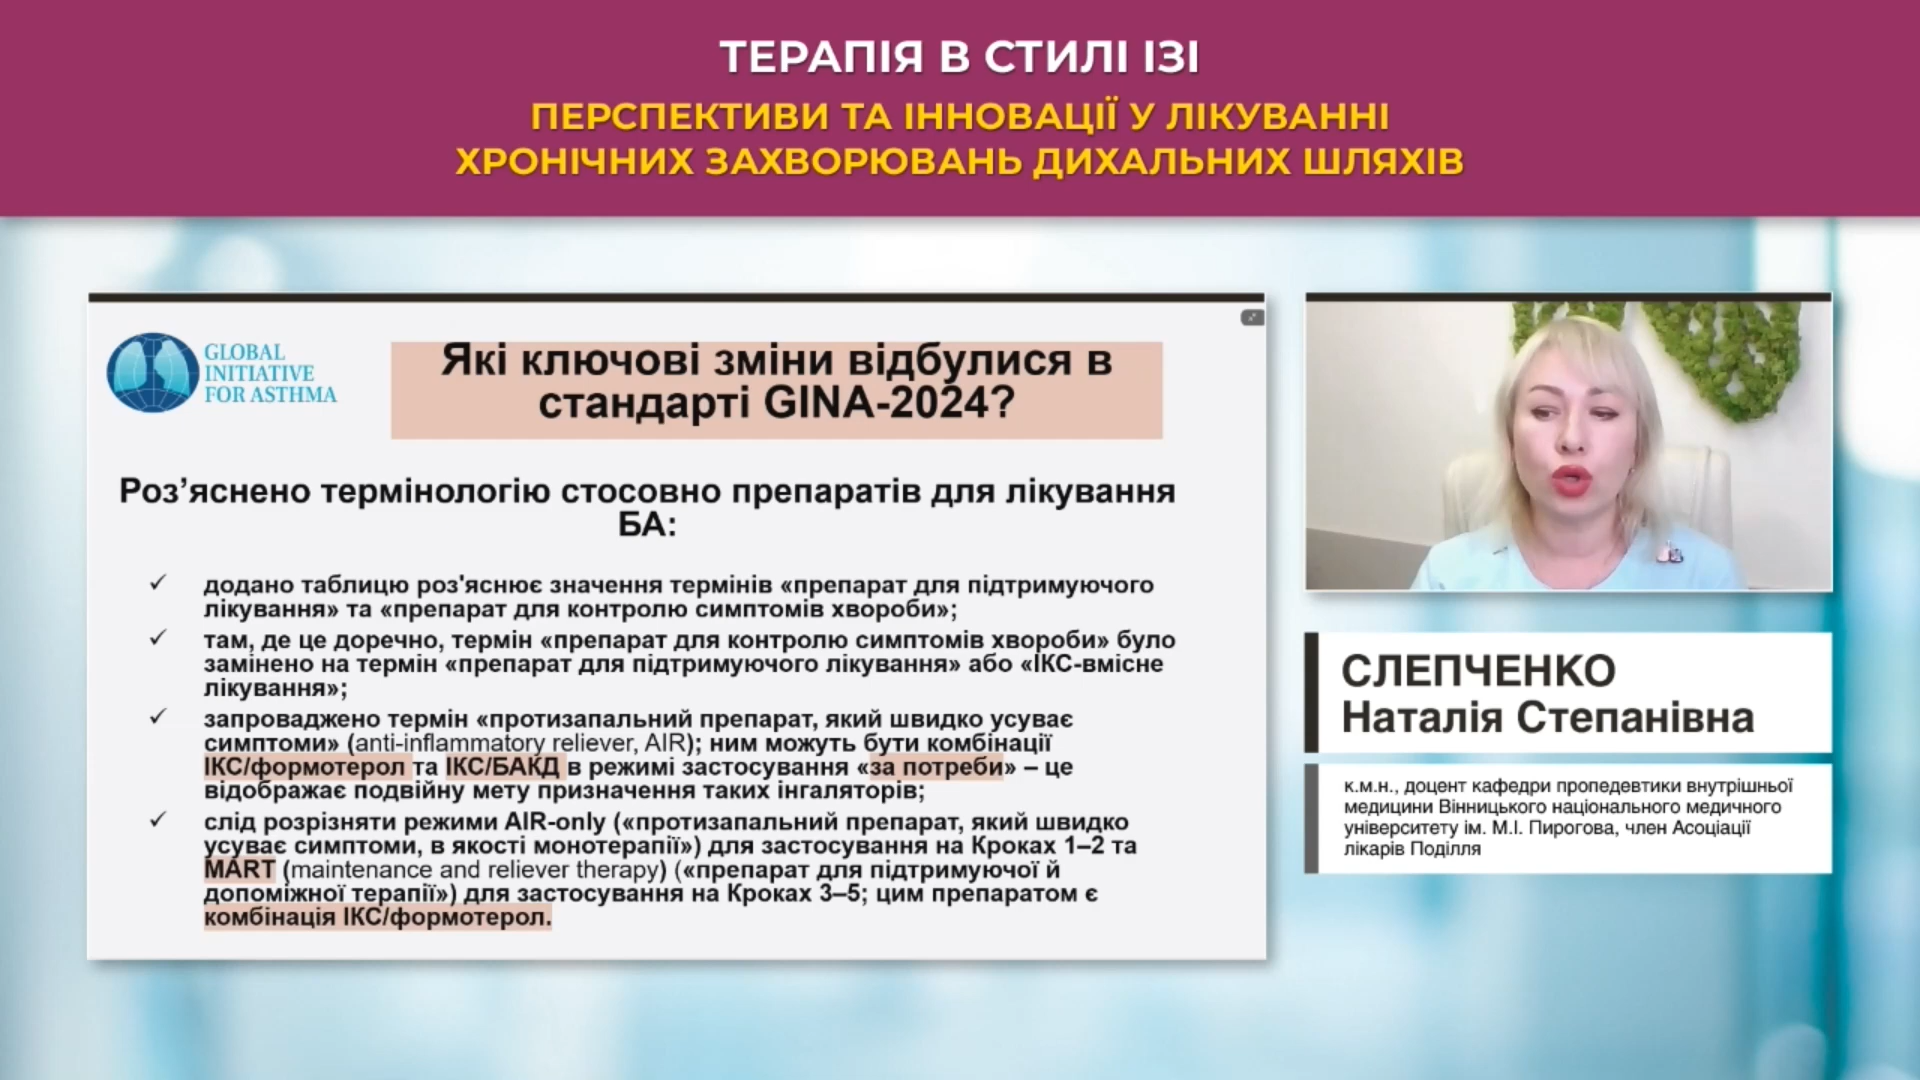 ТЕРАПІЯ В СТИЛІ ІЗІ
ПЕРСПЕКТИВИ ТА ІННОВАЦІЇ У ЛІКУВАННІ
ХРОНІЧНИХ ЗАХВОРЮВАНЬ ДИХАЛЬНИХ ШЛЯХІВ
GLOBAL
INITIATIVE
FOR ASTHMA
Які ключові зміни відбулися в
стандарті GINA-2024?
Роз’яснено термінологію стосовно препаратів для лікування
БА:
✓ додано таблицю роз'яснює значення термінів «препарат для підтримуючого
лікування» та «препарат для контролю симптомів хвороби»;
✓ там, де це доречно, термін «препарат для контролю симптомів хвороби» було
замінено на термін «препарат для підтримуючого лікування» або «ІКС-вмісне
лікування»;
✓ запроваджено термін «протизапальний препарат, який швидко усуває
симптоми» (anti-inflammatory reliever, AIR); ним можуть бути комбінації
ІКС/формотерол та ІКС/БАКД в режимі застосування «за потреби» – це
відображає подвійну мету призначення таких інгаляторів;
✓ слід розрізняти режими AIR-only («протизапальний препарат, який швидко
усуває симптоми, в якості монотерапії») для застосування на Кроках 1–2 та
MART (maintenance and reliever therapy) («препарат для підтримуючої й
допоміжної терапії») для застосування на Кроках 3–5; цим препаратом є
комбінація ІКС/формотерол.
СЛЕПЧЕНКО
Наталія Степанівна
к.м.н., доцент кафедри пропедевтики внутрішньої
медицини Вінницького національного медичного
університету ім. М.І. Пирогова, член Асоціації
лікарів Поділля